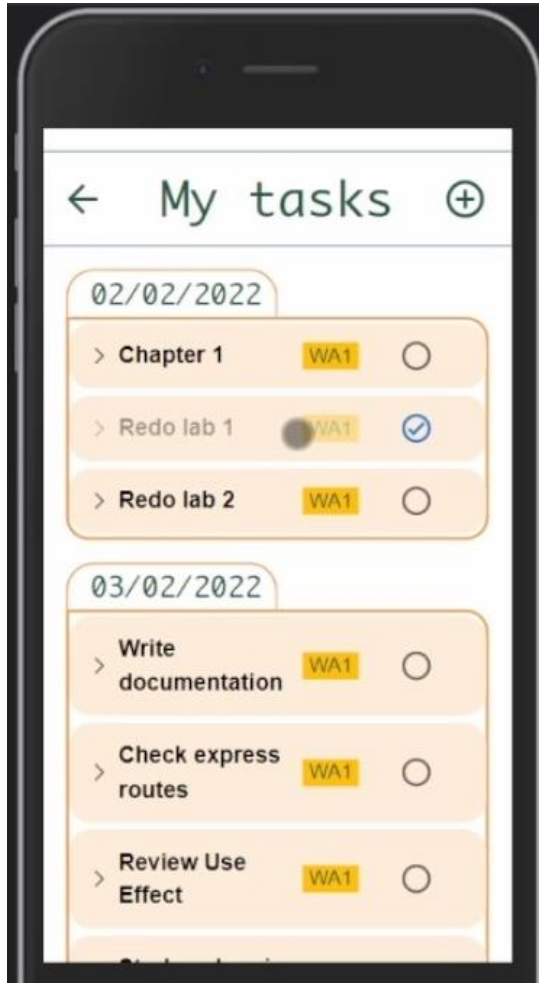 My tasks
02/02/2022
Chapter 1 WA1
Redo lab 1 WA1
Redo lab 2 WA1
03/02/2022
Write
documentation WA1
Check express
routes WA1
Review Use
Effect WA1